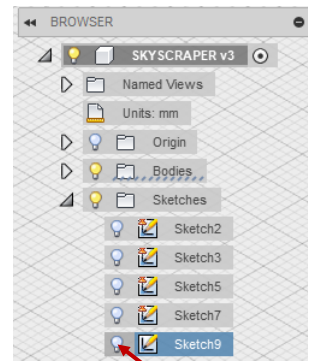 BROWSER
SKYSCRAPER v3
Named Views
Units: mm
Origin
Bodies
Sketches
Sketch2
Sketch3
Sketch5
Sketch7
Sketch9